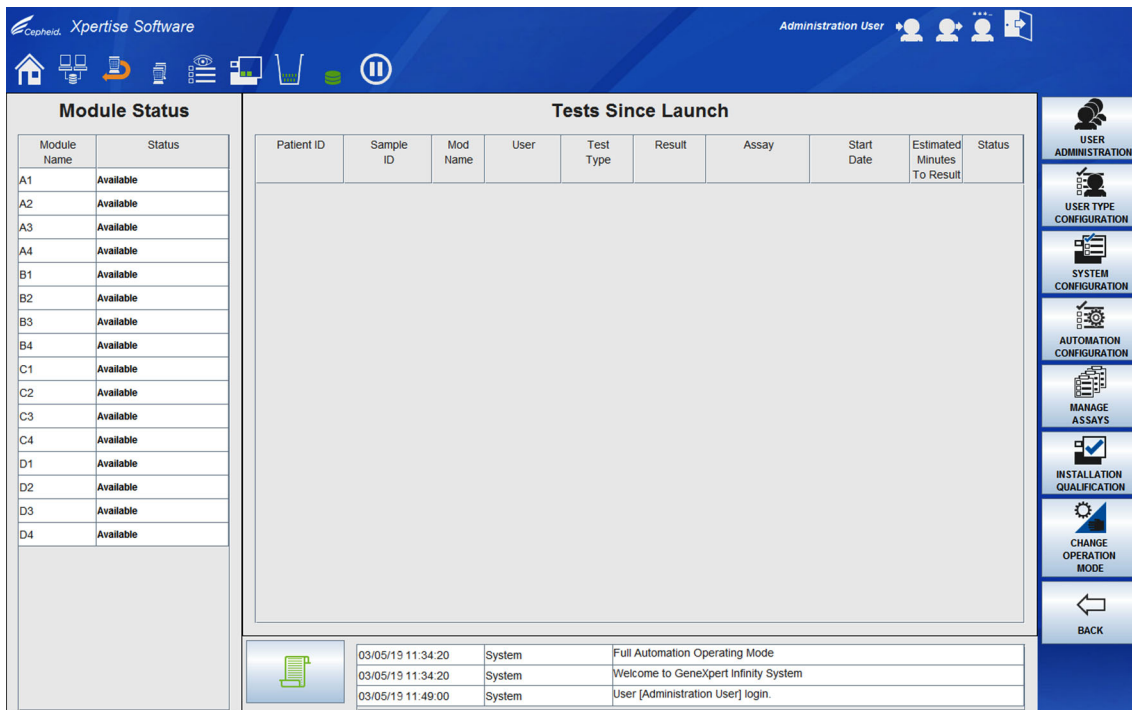 Cepheid. Xpertise Software
Administration User
Module Status
Tests Since Launch
Module Name
Status
Patient ID
Sample ID
Mod Name
User
Test Type
Result
Assay
Start Date
Estimated Minutes To Result
Status
A1 Available
A2 Available
A3 Available
A4 Available
B1 Available
B2 Available
B3 Available
B4 Available
C1 Available
C2 Available
C3 Available
C4 Available
D1 Available
D2 Available
D3 Available
D4 Available
03/05/19 11:34:20 System Full Automation Operating Mode
03/05/19 11:34:20 System Welcome to GeneXpert Infinity System
03/05/19 11:49:00 System User [Administration User] login.
USER
ADMINISTRATION
USER TYPE
CONFIGURATION
SYSTEM
CONFIGURATION
AUTOMATION
CONFIGURATION
MANAGE
ASSAYS
INSTALLATION
QUALIFICATION
CHANGE
OPERATION
MODE
BACK